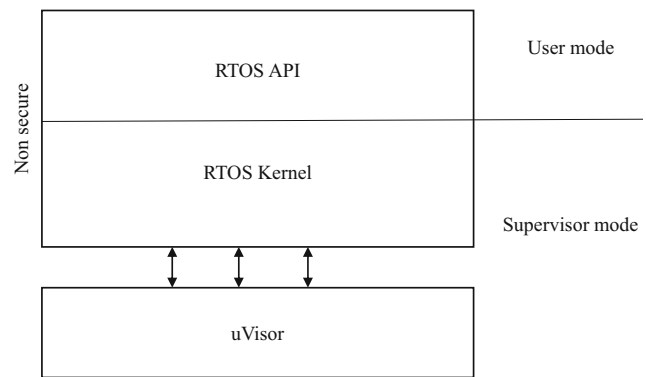 RTOS API
User mode
Non secure
RTOS Kernel
Supervisor mode
uVisor